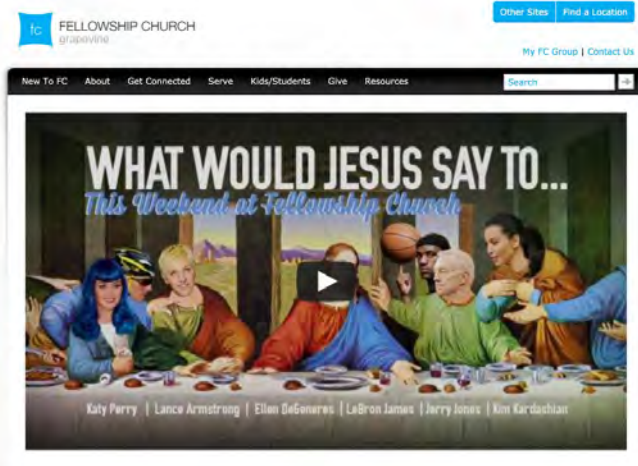 Other Sites
Find a Location
fc
FELLOWSHIP CHURCH
grapevine
My FC Group | Contact Us
New To FC About Get Connected Serve Kids/Students Give Resources
Search
WHAT WOULD JESUS SAY TO...
This Weekend at Fellowship Church
Katy Perry | Lance Armstrong | Ellen DeGeneres | LeBron James | Jerry Jones | Kim Kardashian